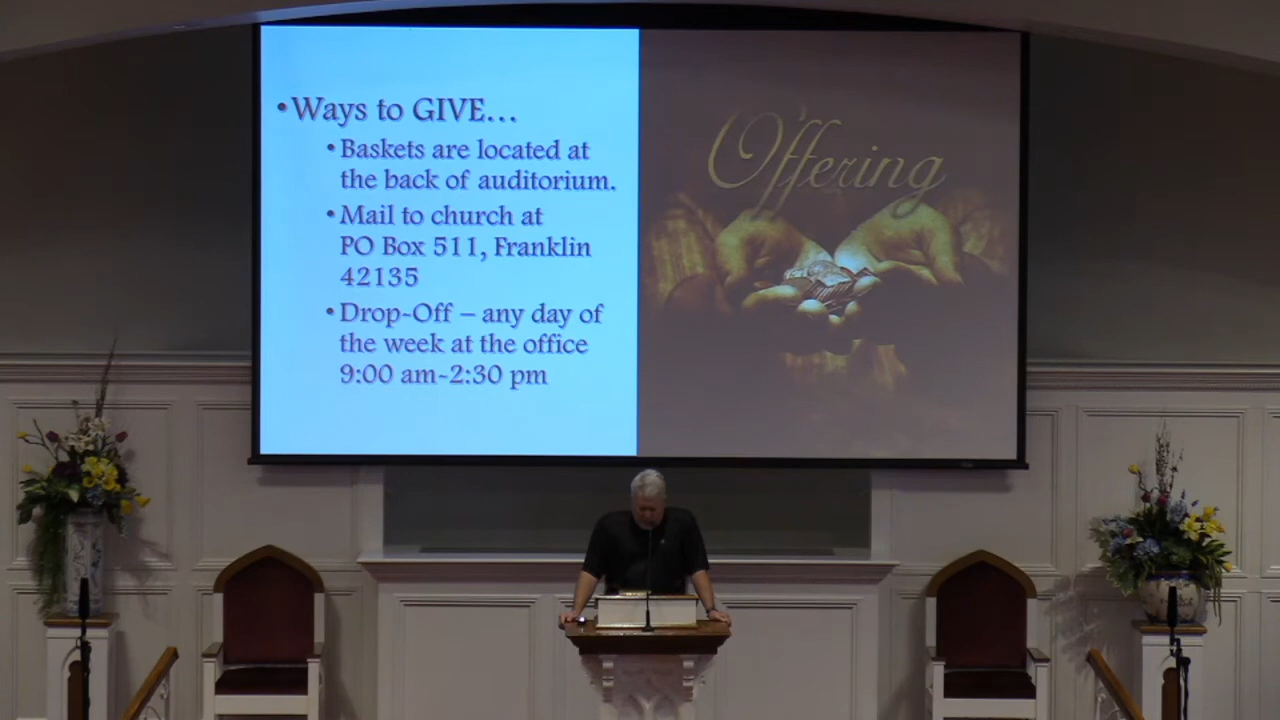 •Ways to GIVE...
•Baskets are located at
the back of auditorium.
•Mail to church at
PO Box 511, Franklin
42135
•Drop-Off – any day of
the week at the office
9:00 am-2:30 pm
Offering